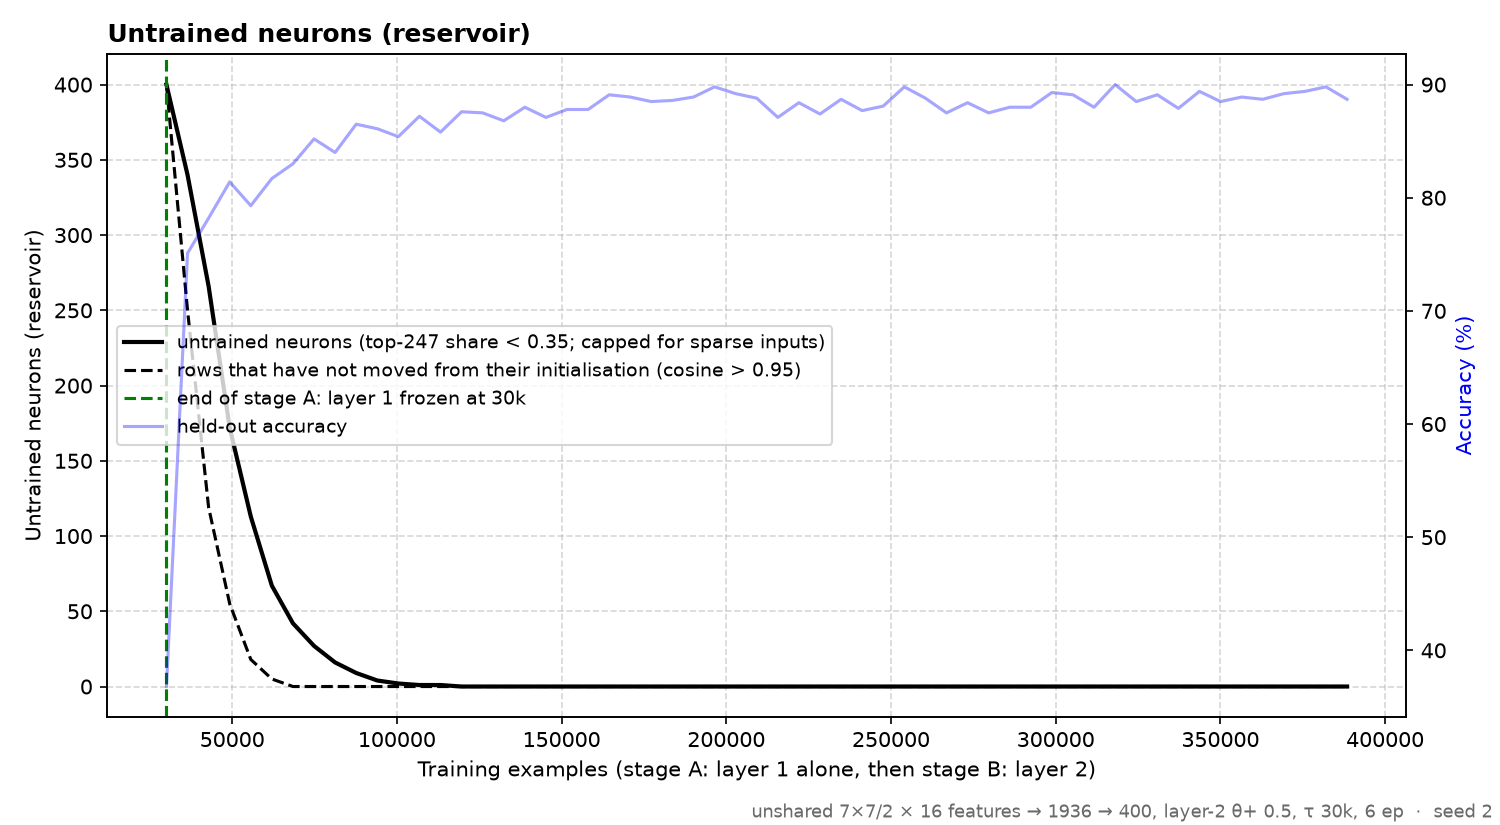 Untrained neurons (reservoir)
400
350
300
250
200
150
100
50
0
Untrained neurons (reservoir)
90
80
70
60
50
40
Accuracy (%)
untrained neurons (top-247 share < 0.35; capped for sparse inputs)
rows that have not moved from their initialisation (cosine > 0.95)
end of stage A: layer 1 frozen at 30k
held-out accuracy
50000 100000 150000 200000 250000 300000 350000 400000
Training examples (stage A: layer 1 alone, then stage B: layer 2)
unshared 7×7/2 × 16 features → 1936 → 400, layer-2 θ+ 0.5, τ 30k, 6 ep · seed 2